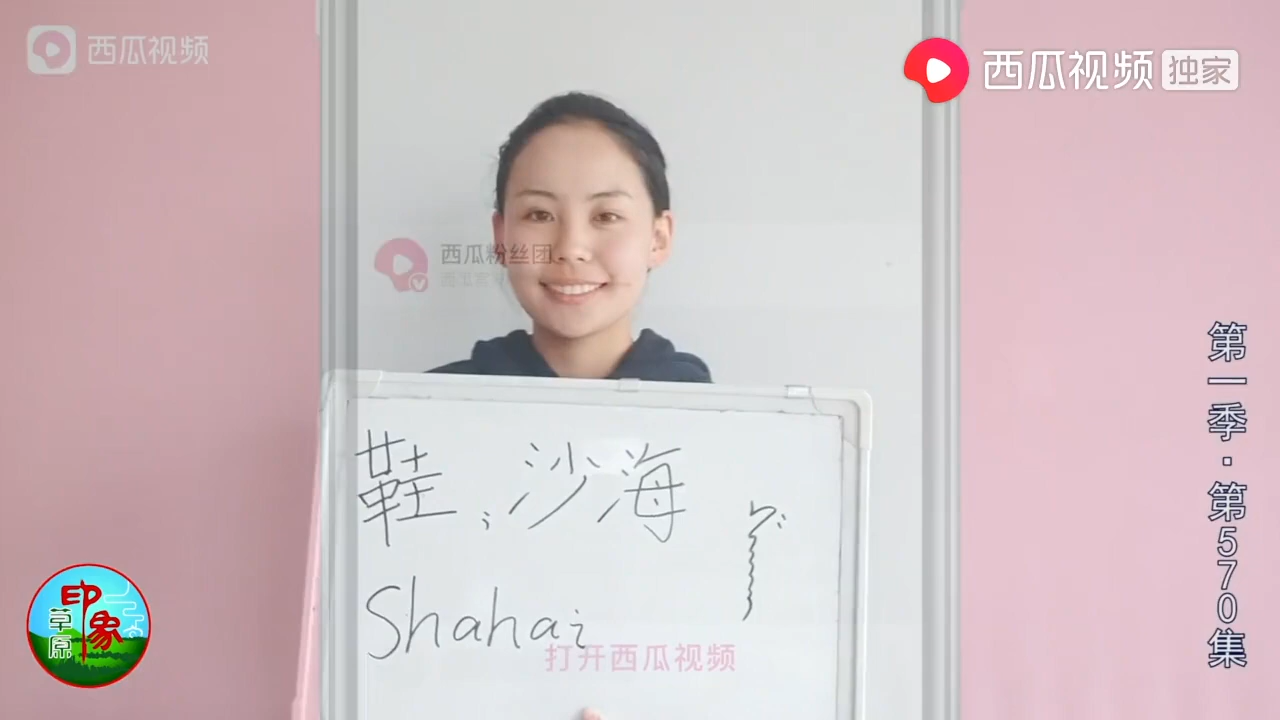 西瓜视频
西瓜视频 独家
西瓜粉丝团
鞋；沙海
Shahai
打开西瓜视频
印象
草原
第一季·第570集